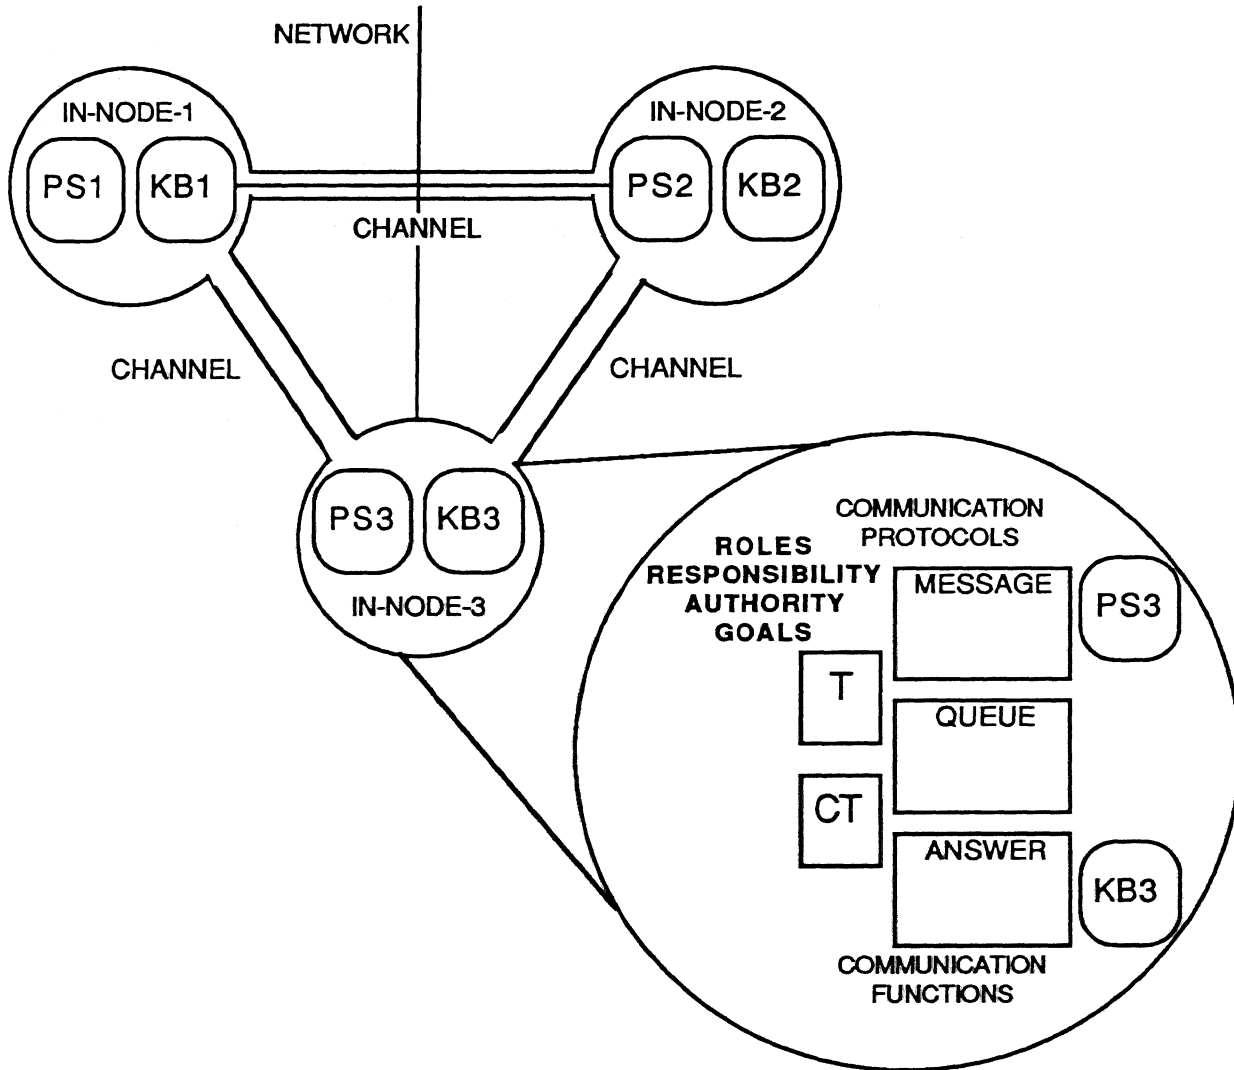 NETWORK
IN-NODE-1
PS1
KB1
IN-NODE-2
PS2
KB2
CHANNEL
CHANNEL
CHANNEL
PS3
KB3
IN-NODE-3
COMMUNICATION
PROTOCOLS
ROLES
RESPONSIBILITY
AUTHORITY
GOALS
MESSAGE
PS3
T
QUEUE
CT
ANSWER
KB3
COMMUNICATION
FUNCTIONS